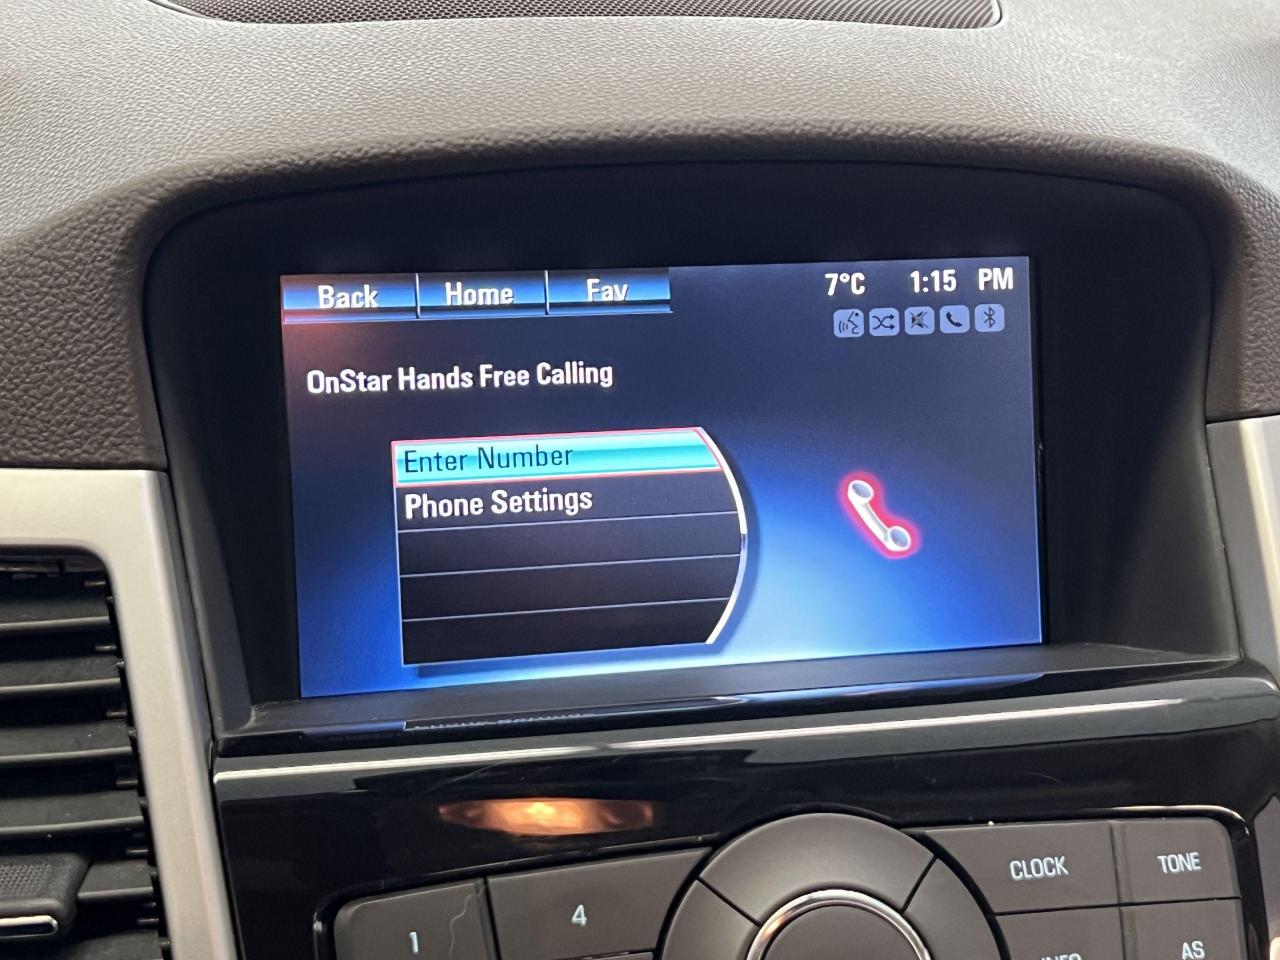 Back Home Fav 7°C 1:15 PM
OnStar Hands Free Calling
Enter Number
Phone Settings
CLOCK TONE
1 4
INFO AS